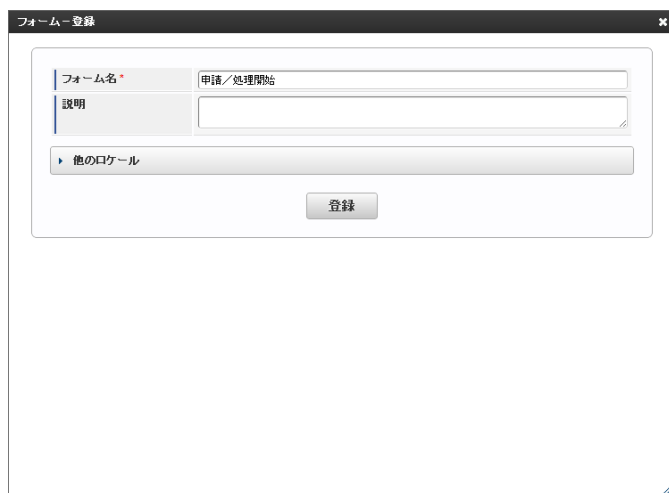 フォーム－登録
フォーム名*
申請／処理開始
説明
他のロケール
登録